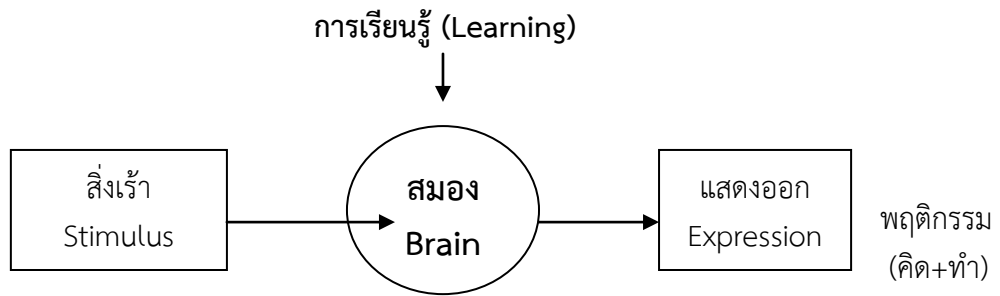 การเรียนรู้ (Learning)
สิ่งเร้า
Stimulus
สมอง
Brain
แสดงออก
Expression
พฤติกรรม
(คิด+ทำ)